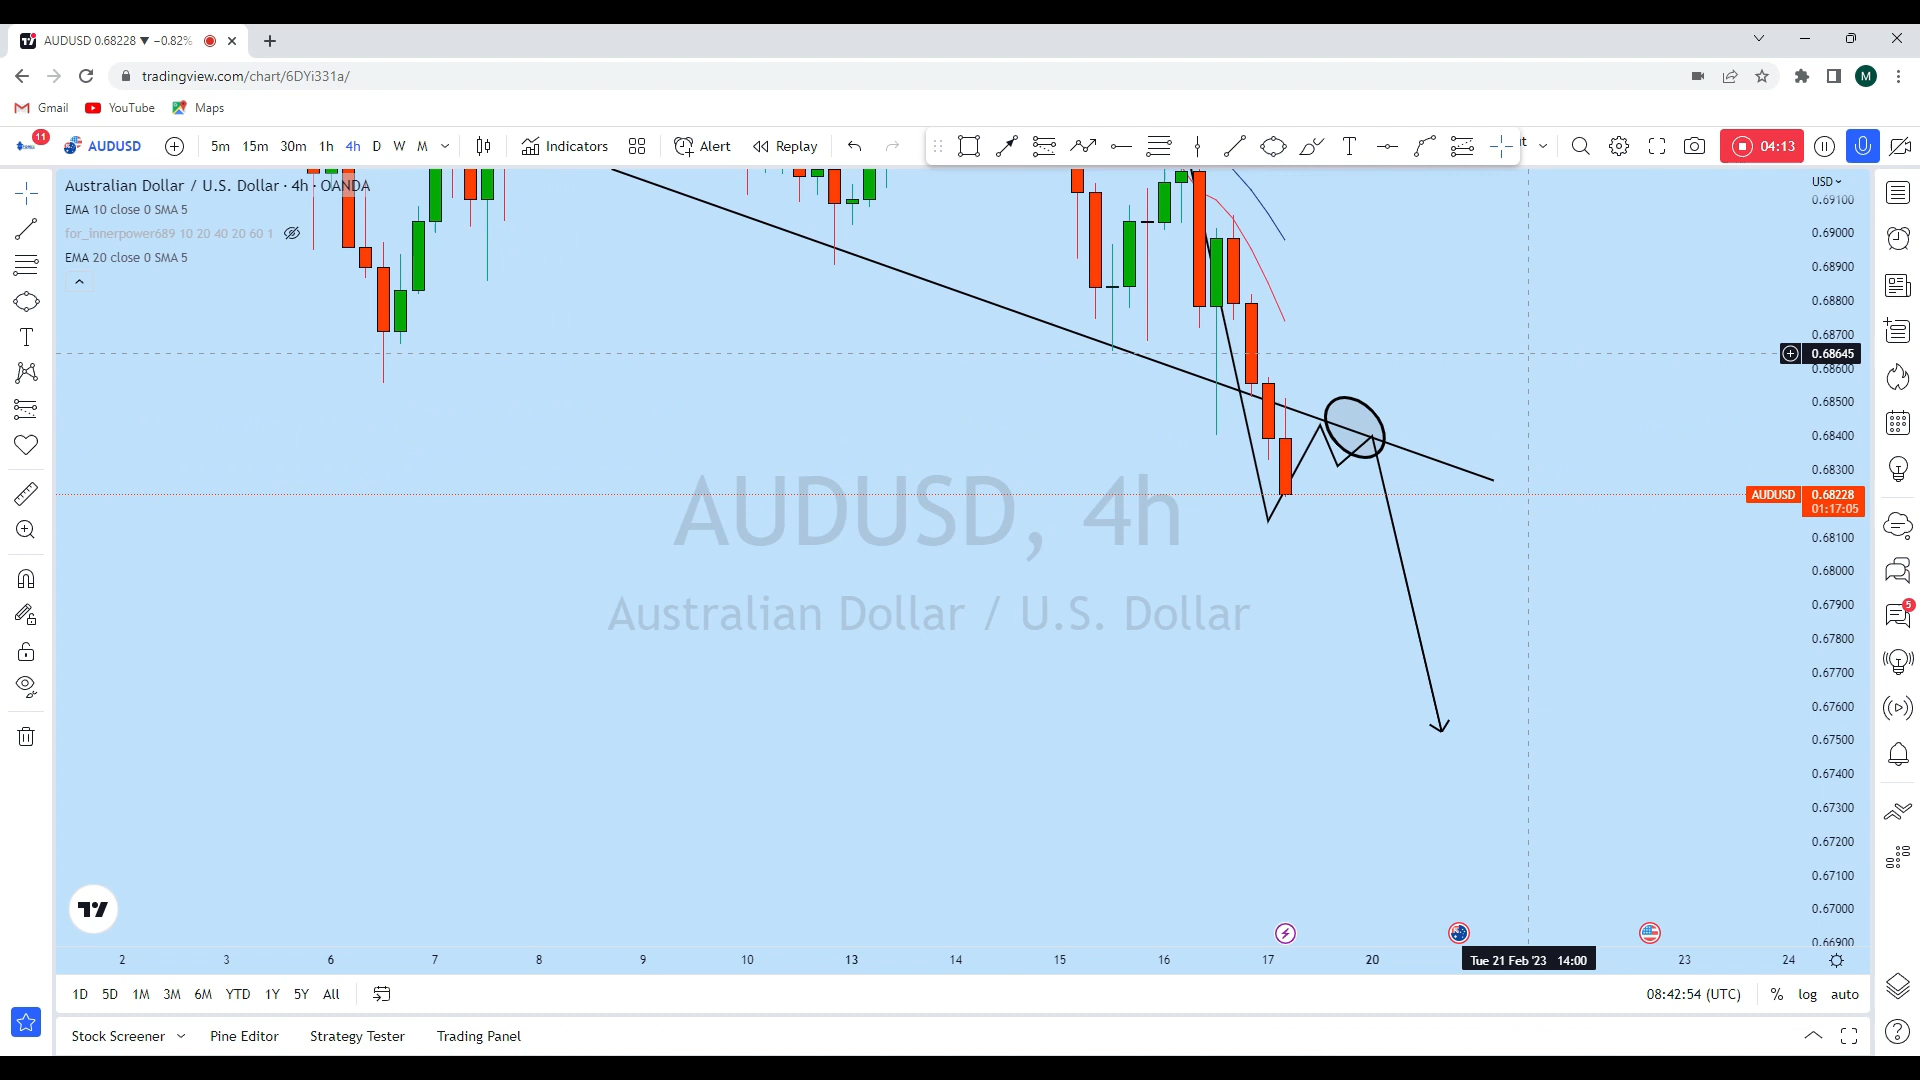 AUDUSD 0.68228 ▼ −0.82%
tradingview.com/chart/6DYi331a/
M
Gmail YouTube Maps
11 AUDUSD 5m 15m 30m 1h 4h D W M Indicators Alert Replay 04:13
Australian Dollar / U.S. Dollar · 4h · OANDA
EMA 10 close 0 SMA 5
for_innerpower689 10 20 40 20 60 1
EMA 20 close 0 SMA 5
USD
0.69100
0.69000
0.68900
0.68800
0.68700
0.68645
0.68600
0.68500
0.68400
0.68300
AUDUSD 0.68228
01:17:05
0.68100
0.68000
0.67900
0.67800
0.67700
0.67600
0.67500
0.67400
0.67300
0.67200
0.67100
0.67000
0.66900
5
AUDUSD, 4h
Australian Dollar / U.S. Dollar
2 3 6 7 8 9 10 13 14 15 16 17 20 Tue 21 Feb '23 14:00 23 24
1D 5D 1M 3M 6M YTD 1Y 5Y All 08:42:54 (UTC) % log auto
Stock Screener Pine Editor Strategy Tester Trading Panel